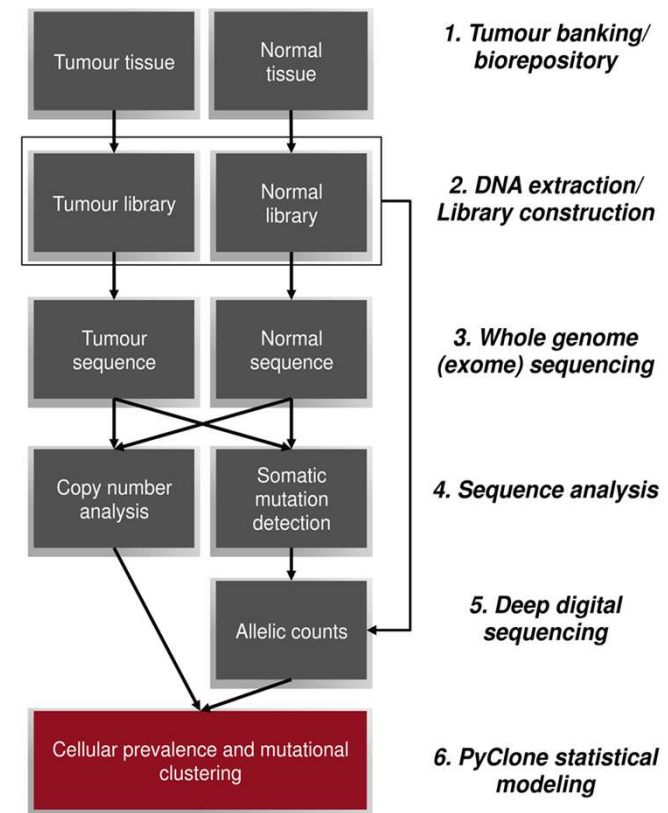 Tumour tissue
Normal
tissue
1. Tumour banking/
biorepository
Tumour library
Normal
library
2. DNA extraction/
Library construction
Tumour
sequence
Normal
sequence
3. Whole genome
(exome) sequencing
Copy number
analysis
Somatic
mutation
detection
4. Sequence analysis
Allelic counts
5. Deep digital
sequencing
Cellular prevalence and mutational
clustering
6. PyClone statistical
modeling